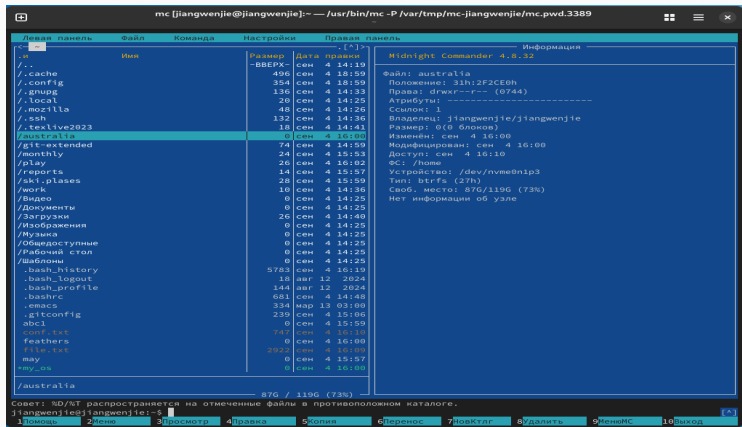 mc [jiangwenjie@jiangwenjie]:~ — /usr/bin/mc -P /var/tmp/mc-jiangwenjie/mc.pwd.3389
Левая панель Файл Команда Настройки Правая панель
.и Имя Размер Дата правки
/.. -ВВЕРХ- сен 4 14:19
/.cache 496 сен 4 18:59
/.config 354 сен 4 18:59
/.gnupg 136 сен 4 14:33
/.local 20 сен 4 14:25
/.mozilla 48 сен 4 14:26
/.ssh 132 сен 4 14:36
/.texlive2023 18 сен 4 14:41
/australia 0 сен 4 16:00
/git-extended 74 сен 4 14:59
/monthly 24 сен 4 15:53
/play 26 сен 4 16:02
/reports 14 сен 4 15:57
/ski.plases 28 сен 4 15:59
/work 10 сен 4 14:36
/Видео 0 сен 4 14:25
/Документы 0 сен 4 14:25
/Загрузки 26 сен 4 14:40
/Изображения 0 сен 4 14:25
/Музыка 0 сен 4 14:25
/Общедоступные 0 сен 4 14:25
/Рабочий стол 0 сен 4 14:25
/Шаблоны 0 сен 4 14:25
.bash_history 5783 сен 4 16:19
.bash_logout 18 авг 12 2024
.bash_profile 144 авг 12 2024
.bashrc 681 сен 4 14:48
.emacs 334 мар 13 03:00
.gitconfig 239 сен 4 15:06
abc1 0 сен 4 15:59
conf.txt 747 сен 4 16:10
feathers 0 сен 4 16:00
file.txt 2922 сен 4 16:09
may 0 сен 4 15:57
*my_os 0 сен 4 16:00
/australia
87G / 119G (73%)
Информация
Midnight Commander 4.8.32
Файл: australia
Положение: 31h:2F2CE0h
Права: drwxr--r-- (0744)
Атрибуты: -------------------------
Ссылок: 1
Владелец: jiangwenjie/jiangwenjie
Размер: 0(0 блоков)
Изменён: сен 4 16:00
Модифицирован: сен 4 16:00
Доступ: сен 4 16:10
ФС: /home
Устройство: /dev/nvme0n1p3
Тип: btrfs (27h)
Своб. место: 87G/119G (73%)
Нет информации об узле
Совет: %D/%T распространяется на отмеченные файлы в противоположном каталоге.
jiangwenjie@jiangwenjie:~$ [^]
1Помощь 2Меню 3Просмотр 4Правка 5Копия 6Перенос 7НовКтлг 8Удалить 9МенюМС 10Выход